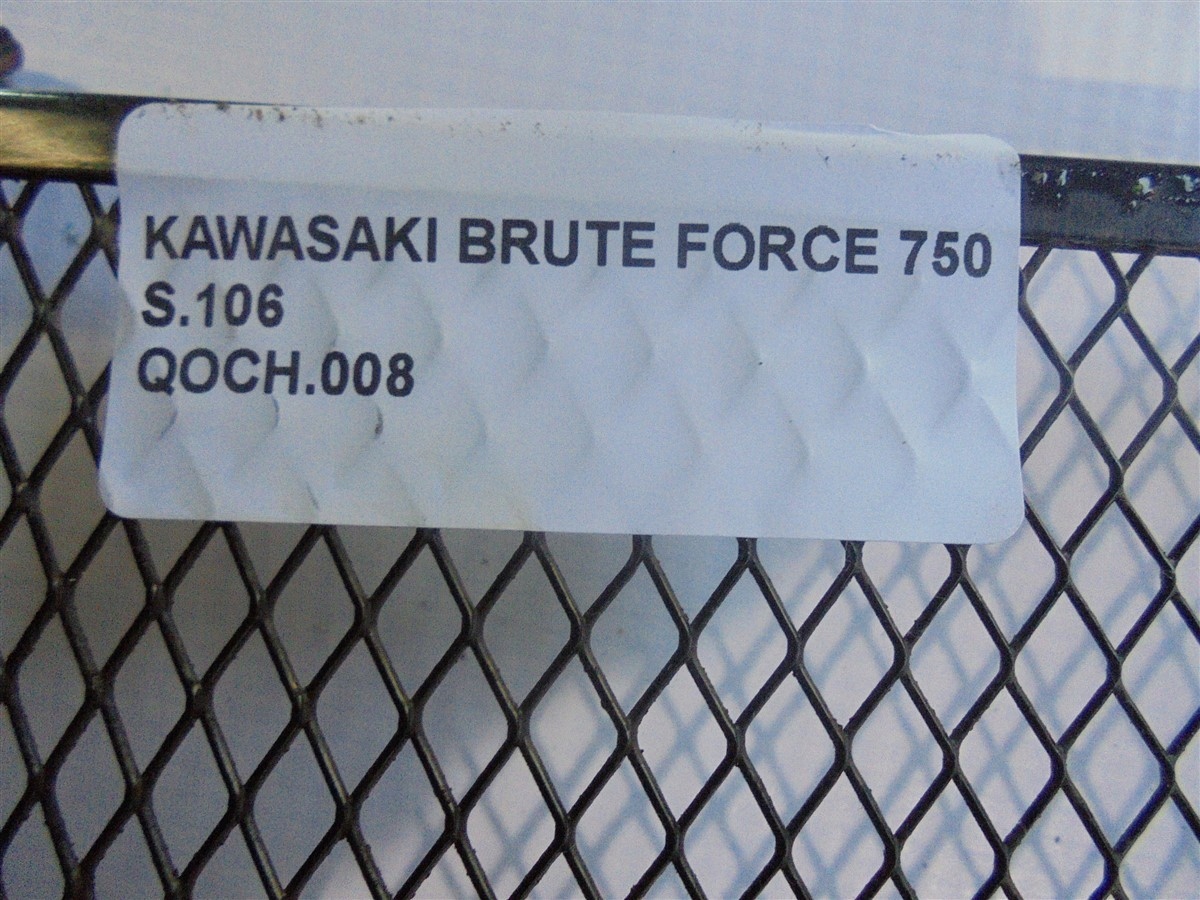 KAWASAKI BRUTE FORCE 750
S.106
QOCH.008